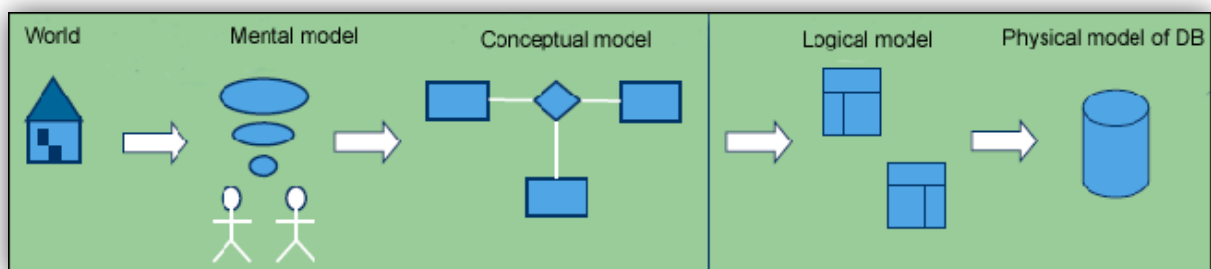 World
Mental model
Conceptual model
Logical model
Physical model of DB